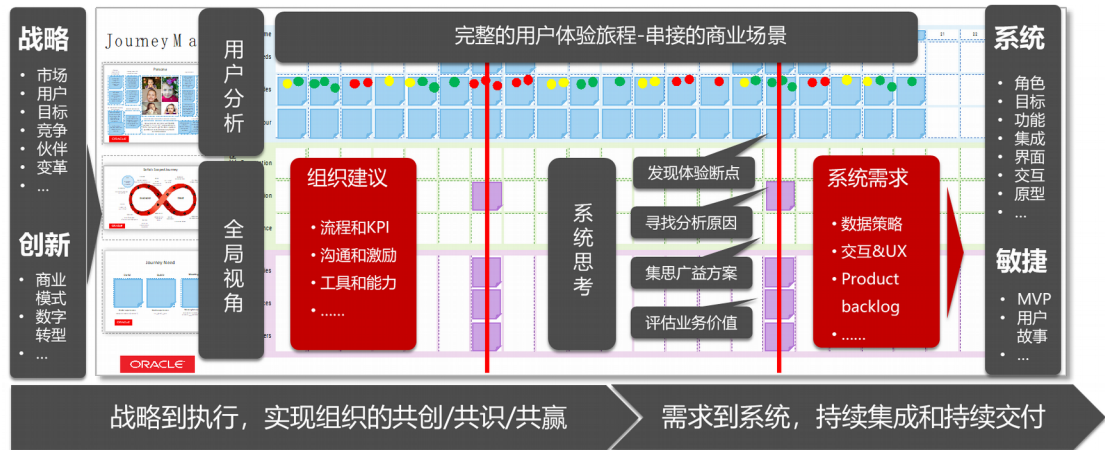 战略
• 市场
• 用户
• 目标
• 竞争
• 伙伴
• 变革
• ...
创新
• 商业
模式
• 数字
转型
• ...
Journey Ma
Persona
ORACLE
Journey Need
ORACLE
ORACLE
用户分析
全局视角
完整的用户体验旅程-串接的商业场景
组织建议
• 流程和KPI
• 沟通和激励
• 工具和能力
• ......
系统思考
发现体验断点
寻找分析原因
集思广益方案
评估业务价值
系统需求
• 数据策略
• 交互&UX
• Product
backlog
• ......
系统
• 角色
• 目标
• 功能
• 集成
• 界面
• 交互
• 原型
• ...
敏捷
• MVP
• 用户
故事
• ...
战略到执行，实现组织的共创/共识/共赢
需求到系统，持续集成和持续交付